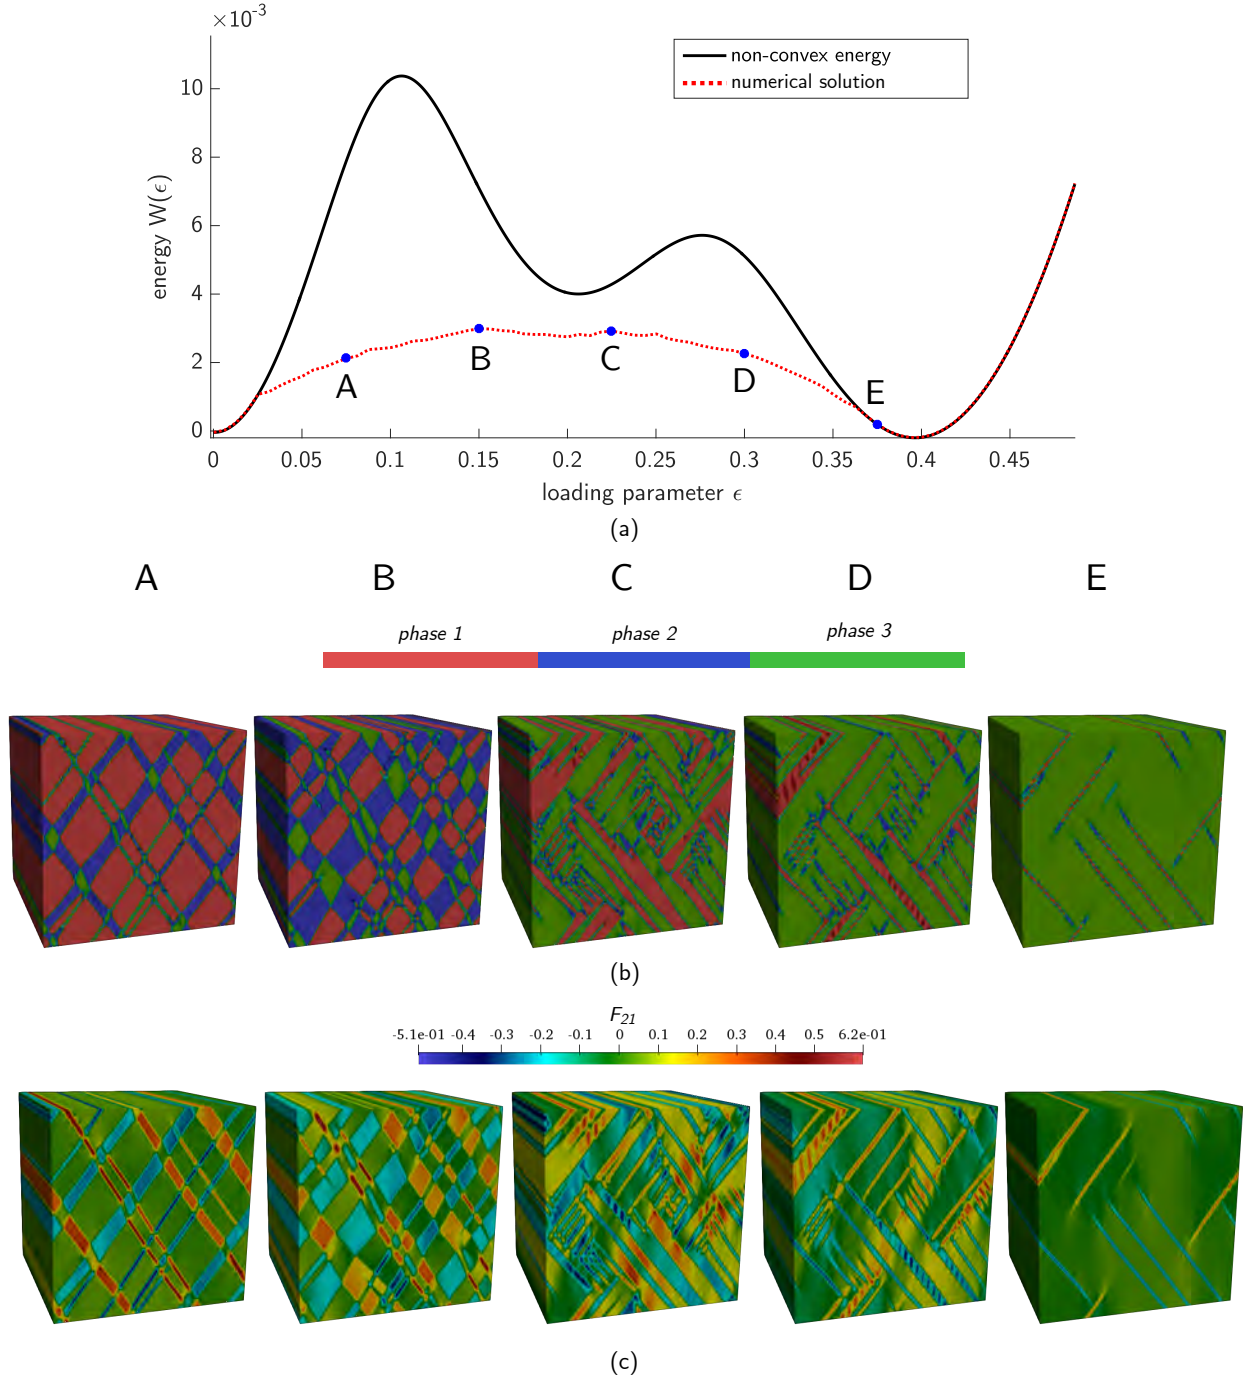 ×10⁻³
non-convex energy
numerical solution
10
8
6
4
2
0
energy W(ϵ)
A
B
C
D
E
0 0.05 0.1 0.15 0.2 0.25 0.3 0.35 0.4 0.45
loading parameter ϵ
(a)
A B C D E
phase 1 phase 2 phase 3
(b)
F₂₁
-5.1e-01 -0.4 -0.3 -0.2 -0.1 0 0.1 0.2 0.3 0.4 0.5 6.2e-01
(c)